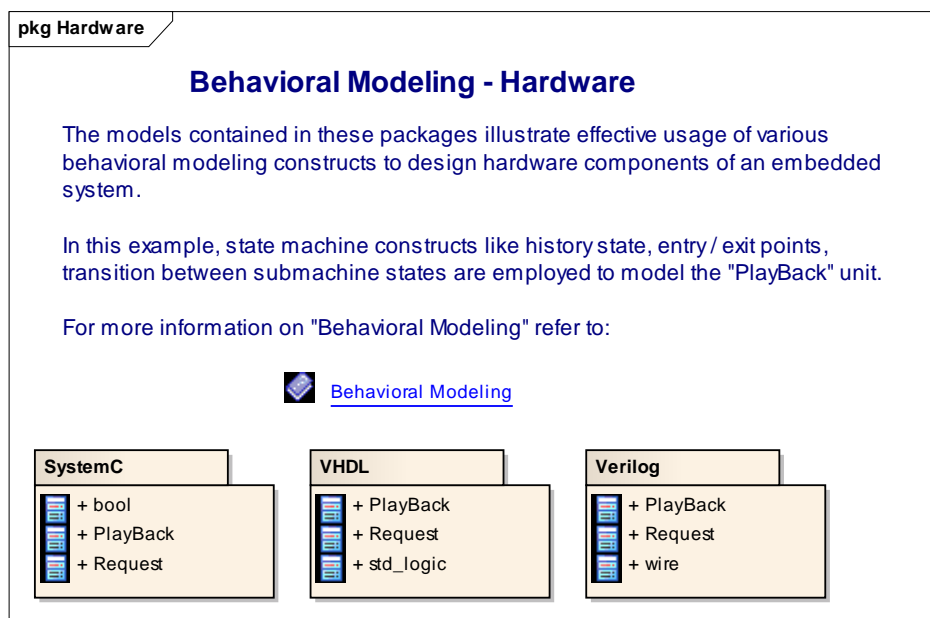 pkg Hardware
Behavioral Modeling - Hardware
The models contained in these packages illustrate effective usage of various
behavioral modeling constructs to design hardware components of an embedded
system.
In this example, state machine constructs like history state, entry / exit points,
transition between submachine states are employed to model the "PlayBack" unit.
For more information on "Behavioral Modeling" refer to:
Behavioral Modeling
SystemC
+ bool
+ PlayBack
+ Request
VHDL
+ PlayBack
+ Request
+ std_logic
Verilog
+ PlayBack
+ Request
+ wire